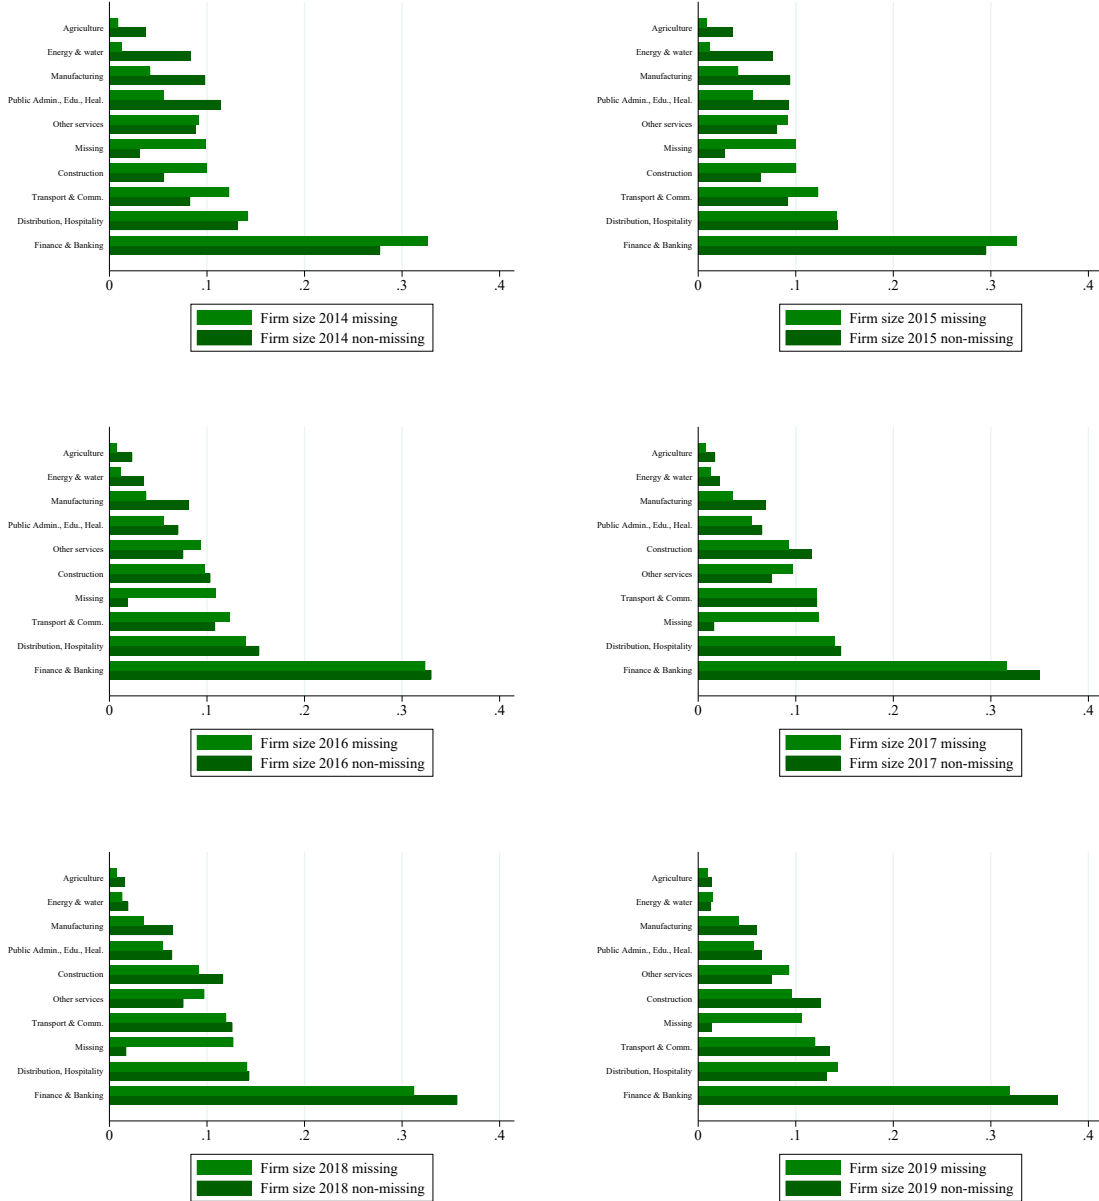 Agriculture
Energy & water
Manufacturing
Public Admin., Edu., Heal.
Other services
Missing
Construction
Transport & Comm.
Distribution, Hospitality
Finance & Banking
0 .1 .2 .3 .4
Firm size 2014 missing
Firm size 2014 non-missing
Agriculture
Energy & water
Manufacturing
Public Admin., Edu., Heal.
Other services
Missing
Construction
Transport & Comm.
Distribution, Hospitality
Finance & Banking
0 .1 .2 .3 .4
Firm size 2015 missing
Firm size 2015 non-missing
Agriculture
Energy & water
Manufacturing
Public Admin., Edu., Heal.
Other services
Construction
Missing
Transport & Comm.
Distribution, Hospitality
Finance & Banking
0 .1 .2 .3 .4
Firm size 2016 missing
Firm size 2016 non-missing
Agriculture
Energy & water
Manufacturing
Public Admin., Edu., Heal.
Construction
Other services
Transport & Comm.
Missing
Distribution, Hospitality
Finance & Banking
0 .1 .2 .3 .4
Firm size 2017 missing
Firm size 2017 non-missing
Agriculture
Energy & water
Manufacturing
Public Admin., Edu., Heal.
Construction
Other services
Transport & Comm.
Missing
Distribution, Hospitality
Finance & Banking
0 .1 .2 .3 .4
Firm size 2018 missing
Firm size 2018 non-missing
Agriculture
Energy & water
Manufacturing
Public Admin., Edu., Heal.
Other services
Construction
Missing
Transport & Comm.
Distribution, Hospitality
Finance & Banking
0 .1 .2 .3 .4
Firm size 2019 missing
Firm size 2019 non-missing